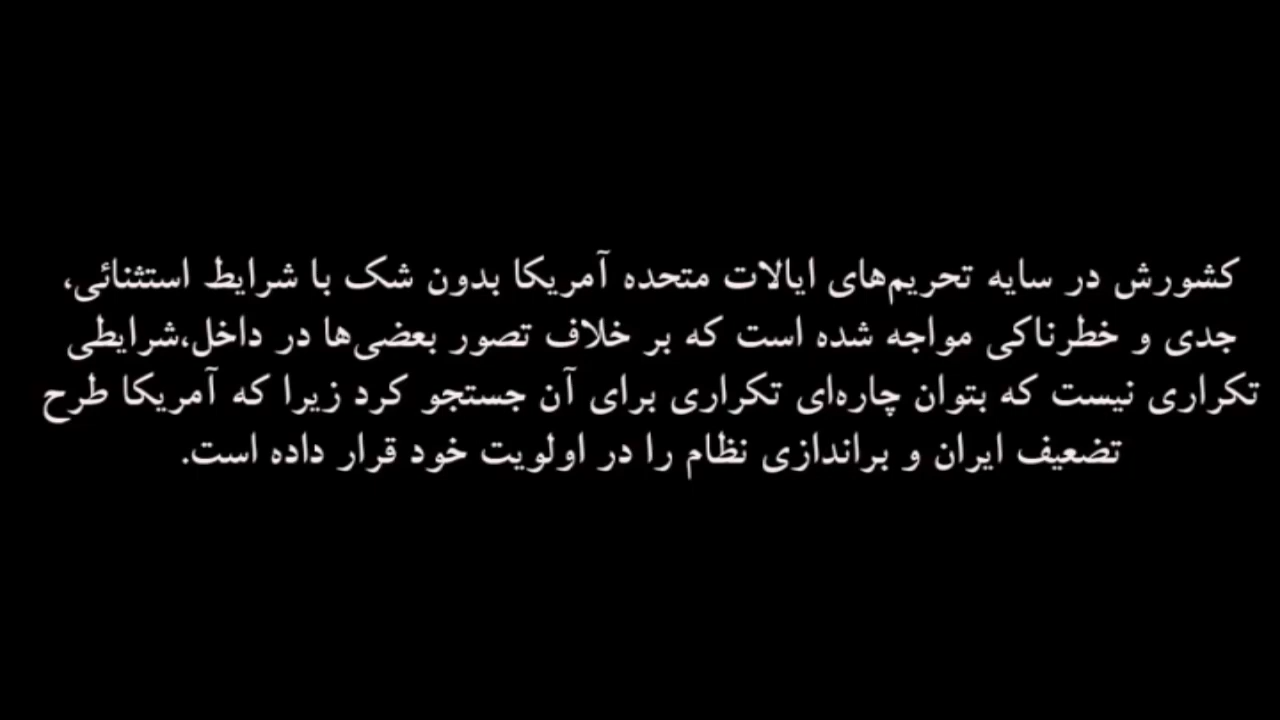 کشورش در سایه تحریم‌های ایالات متحده آمریکا بدون شک با شرایط استثنائی،
جدی و خطرناکی مواجه شده است که بر خلاف تصور بعضی‌ها در داخل،شرایطی
تکراری نیست که بتوان چاره‌ای تکراری برای آن جستجو کرد زیرا که آمریکا طرح
تضعیف ایران و براندازی نظام را در اولویت خود قرار داده است.